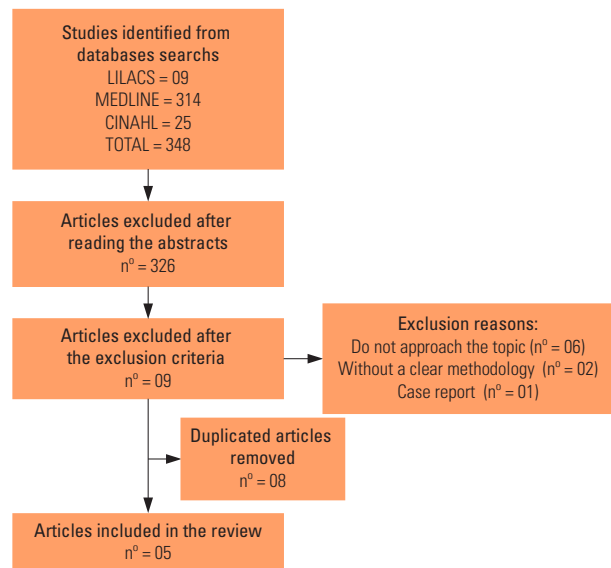 Studies identified from
databases searchs
LILACS = 09
MEDLINE = 314
CINAHL = 25
TOTAL = 348
Articles excluded after
reading the abstracts
nº = 326
Articles excluded after
the exclusion criteria
nº = 09
Exclusion reasons:
Do not approach the topic (nº = 06)
Without a clear methodology (nº = 02)
Case report (nº = 01)
Duplicated articles
removed
nº = 08
Articles included in the review
nº = 05